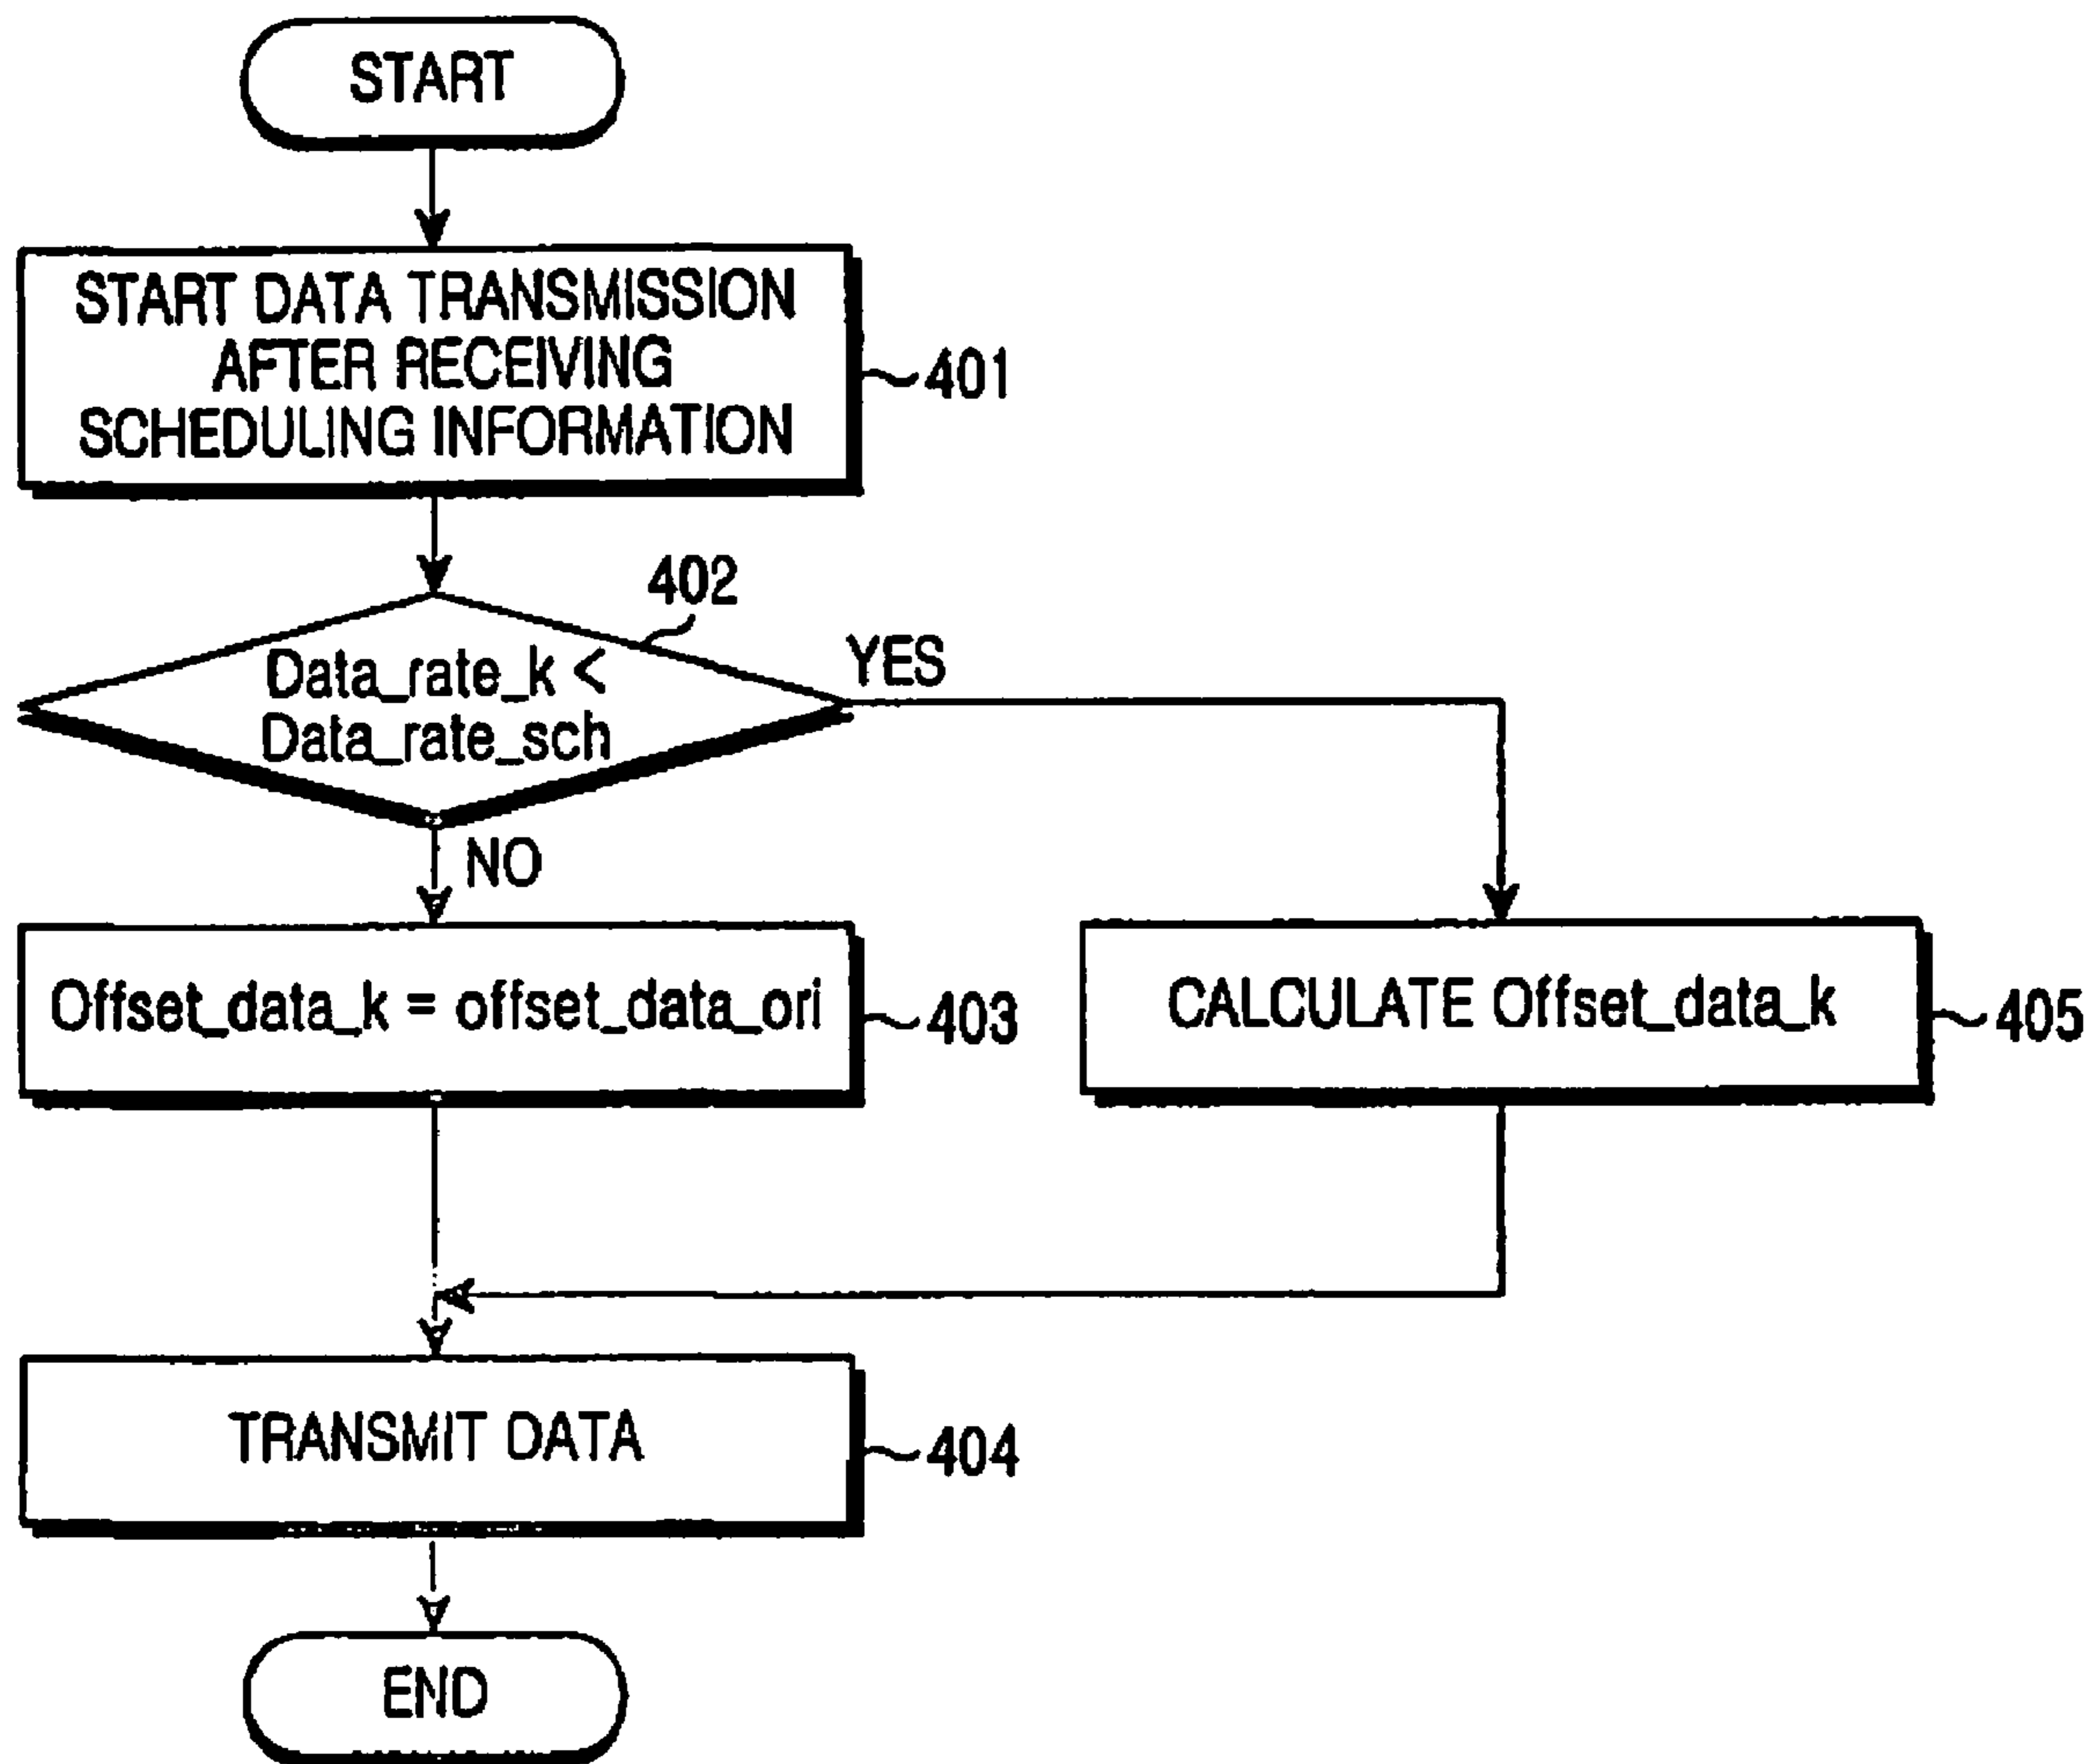 START
START DATA TRANSMISSION
AFTER RECEIVING
SCHEDULING INFORMATION
401
402
Data_rate_k <
Data_rate_sch
YES
NO
Offset_data_k = offset_data_ori
403
CALCULATE Offset_data_k
405
TRANSMIT DATA
404
END